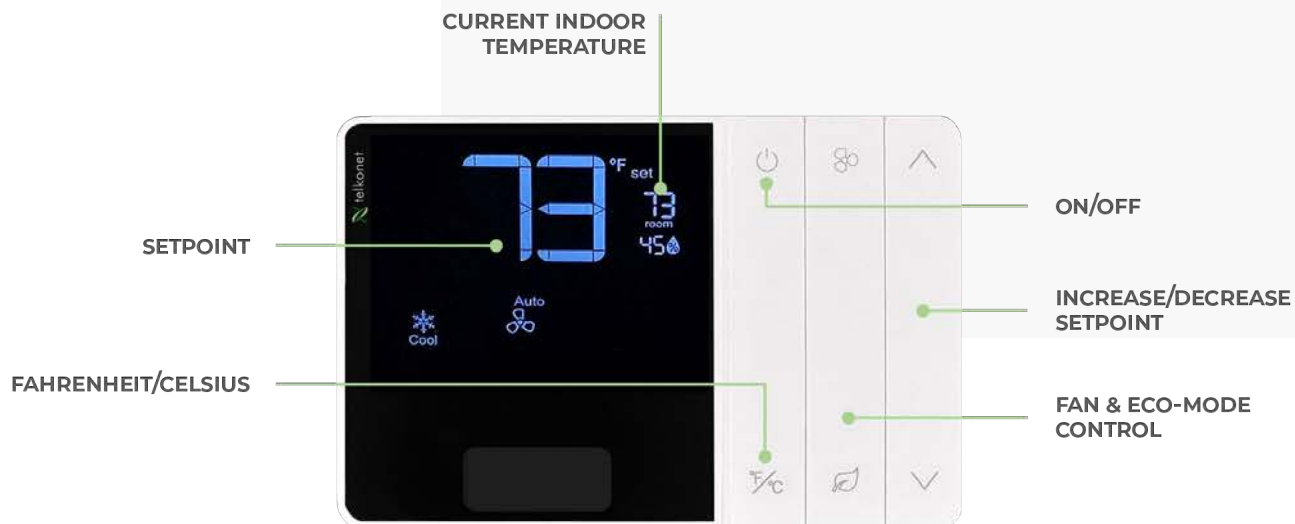 CURRENT INDOOR
TEMPERATURE
telkonet
73 °F set
73
room
45%
ON/OFF
SETPOINT
Auto
Cool
INCREASE/DECREASE
SETPOINT
FAHRENHEIT/CELSIUS
FAN & ECO-MODE
CONTROL
°F/°C